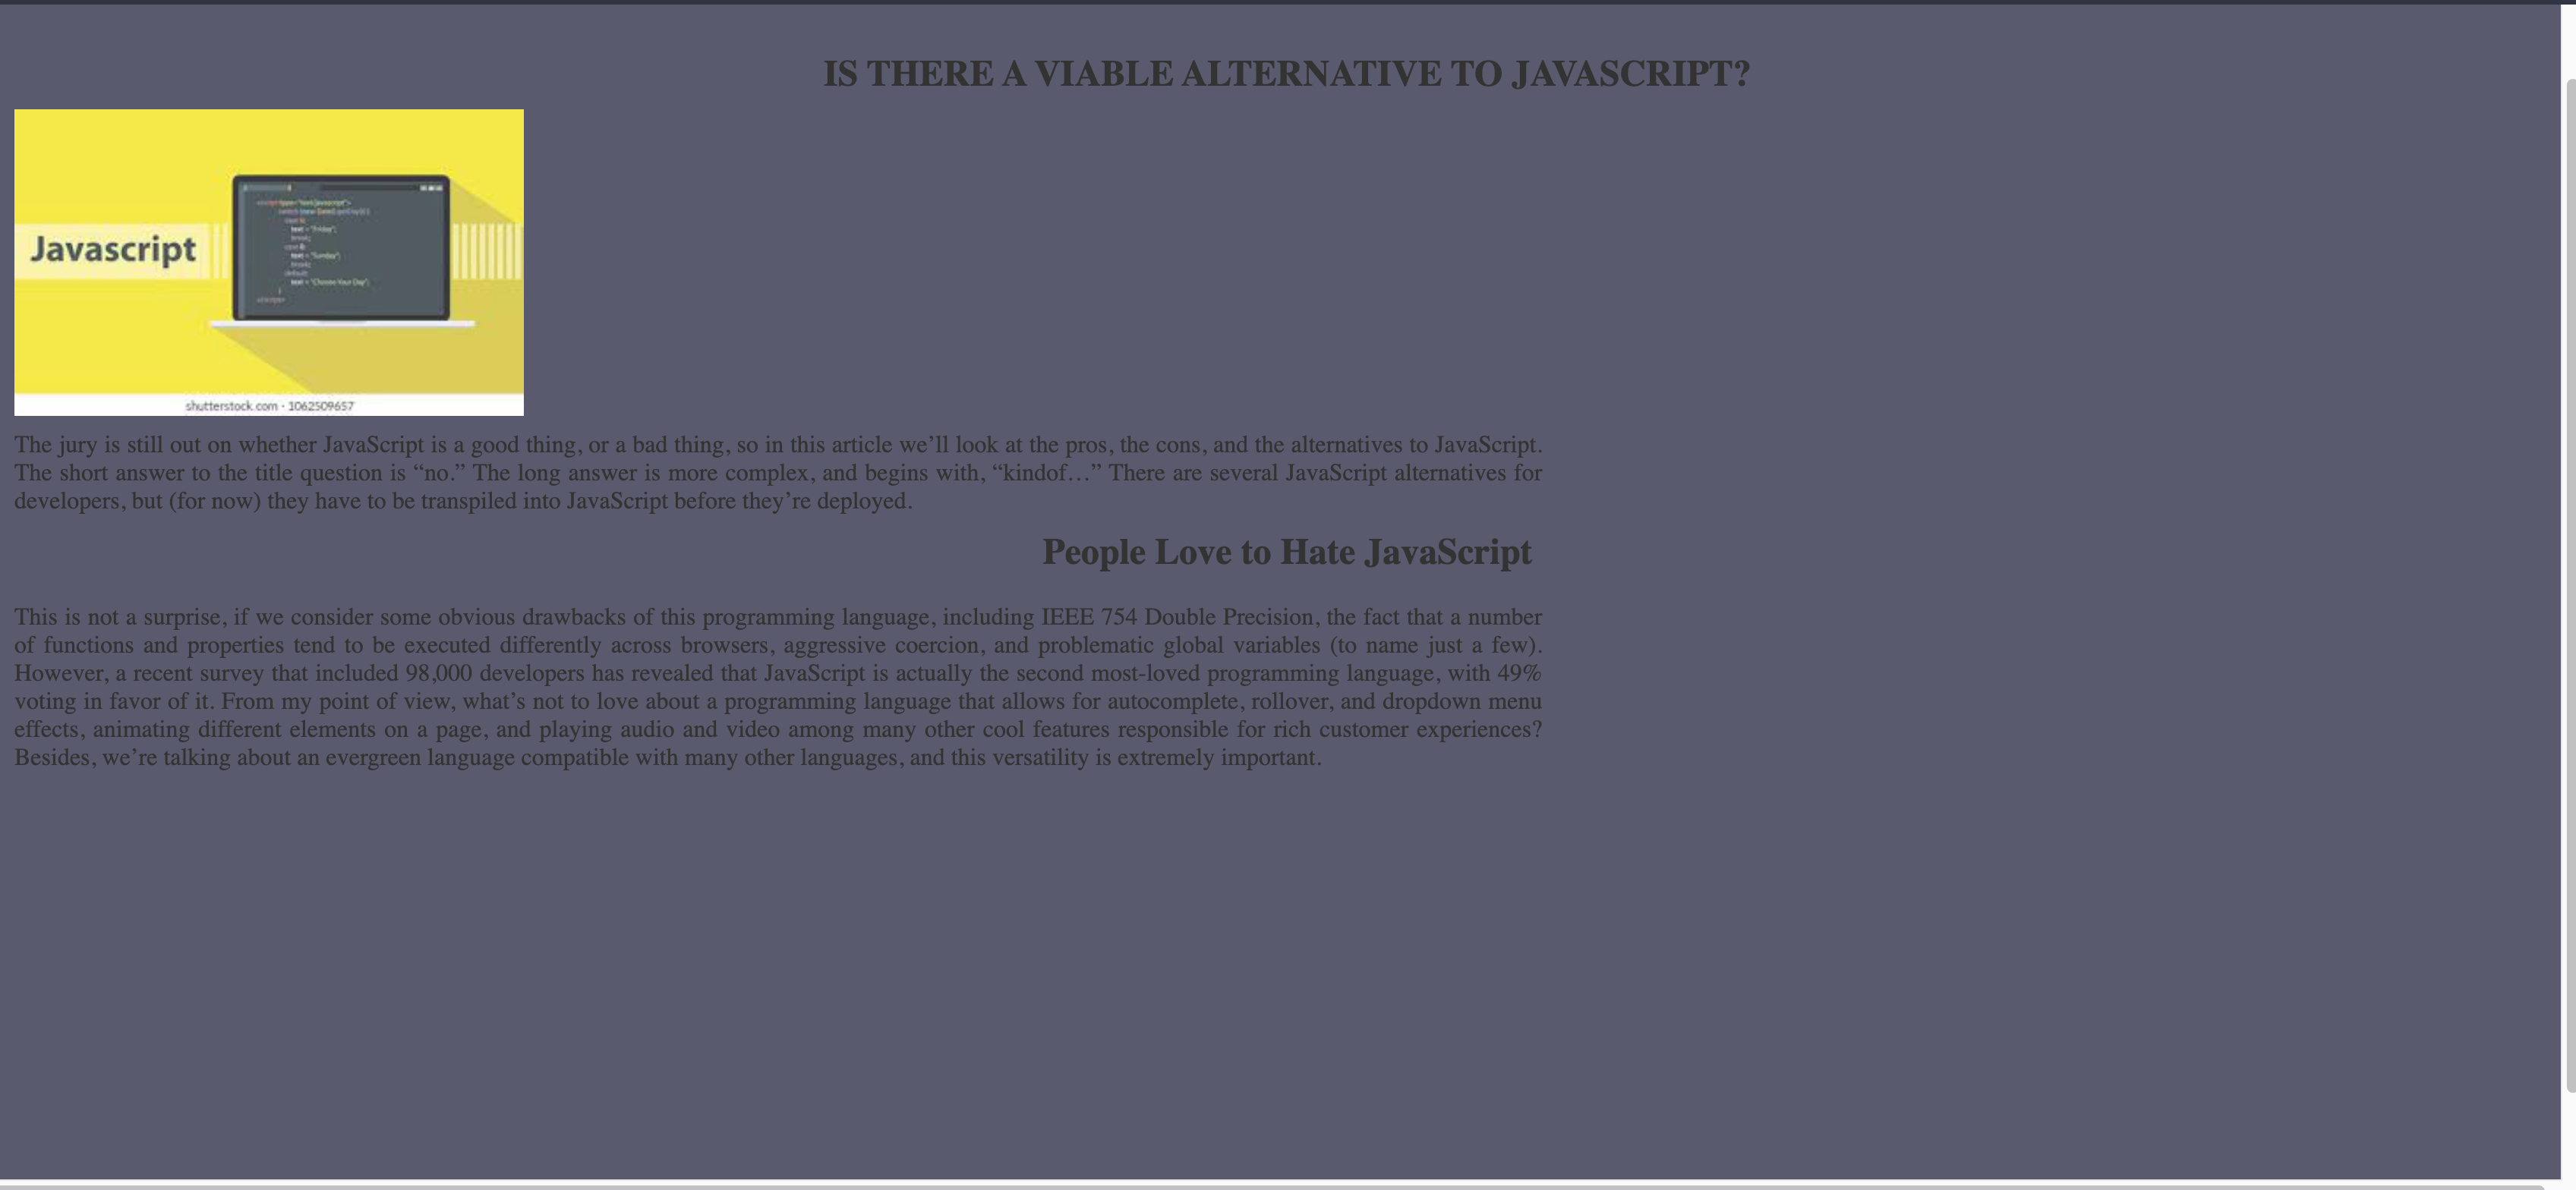 IS THERE A VIABLE ALTERNATIVE TO JAVASCRIPT?
Javascript
text = "Friday";
break;
text = "Sunday";
break;
default
text = "Choose Your Day";
shutterstock.com · 1062509657
The jury is still out on whether JavaScript is a good thing, or a bad thing, so in this article we’ll look at the pros, the cons, and the alternatives to JavaScript.
The short answer to the title question is “no.” The long answer is more complex, and begins with, “kindof…” There are several JavaScript alternatives for
developers, but (for now) they have to be transpiled into JavaScript before they’re deployed.
People Love to Hate JavaScript
This is not a surprise, if we consider some obvious drawbacks of this programming language, including IEEE 754 Double Precision, the fact that a number
of functions and properties tend to be executed differently across browsers, aggressive coercion, and problematic global variables (to name just a few).
However, a recent survey that included 98,000 developers has revealed that JavaScript is actually the second most-loved programming language, with 49%
voting in favor of it. From my point of view, what’s not to love about a programming language that allows for autocomplete, rollover, and dropdown menu
effects, animating different elements on a page, and playing audio and video among many other cool features responsible for rich customer experiences?
Besides, we’re talking about an evergreen language compatible with many other languages, and this versatility is extremely important.